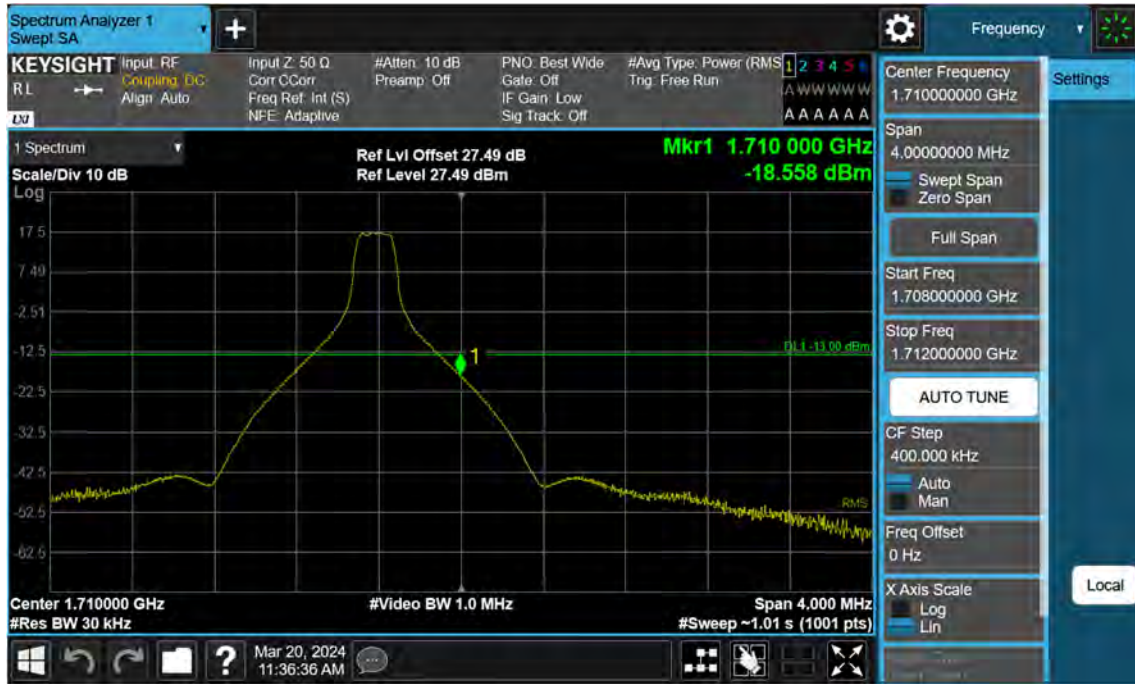 Spectrum Analyzer 1
Swept SA
+
Frequency
KEYSIGHT
RL
LXI
Input: RF
Coupling: DC
Align: Auto
Input Z: 50 Ω
Corr CCorr
Freq Ref: Int (S)
NFE: Adaptive
#Atten: 10 dB
Preamp: Off
PNO: Best Wide
Gate: Off
IF Gain: Low
Sig Track: Off
#Avg Type: Power (RMS
Trig: Free Run
1 2 3 4 5 6
A W W W W W
A A A A A A
1 Spectrum
Scale/Div 10 dB
Ref Lvl Offset 27.49 dB
Ref Level 27.49 dBm
Mkr1 1.710 000 GHz
-18.558 dBm
Log
17.5
7.49
-2.51
-12.5
-22.5
-32.5
-42.5
-52.5
-62.5
DL1 -13.00 dBm
1
RMS
Center 1.710000 GHz
#Res BW 30 kHz
#Video BW 1.0 MHz
Span 4.000 MHz
#Sweep ~1.01 s (1001 pts)
Center Frequency
1.710000000 GHz
Settings
Span
4.00000000 MHz
Swept Span
Zero Span
Full Span
Start Freq
1.708000000 GHz
Stop Freq
1.712000000 GHz
AUTO TUNE
CF Step
400.000 kHz
Auto
Man
Freq Offset
0 Hz
X Axis Scale
Log
Lin
Local
?
Mar 20, 2024
11:36:36 AM